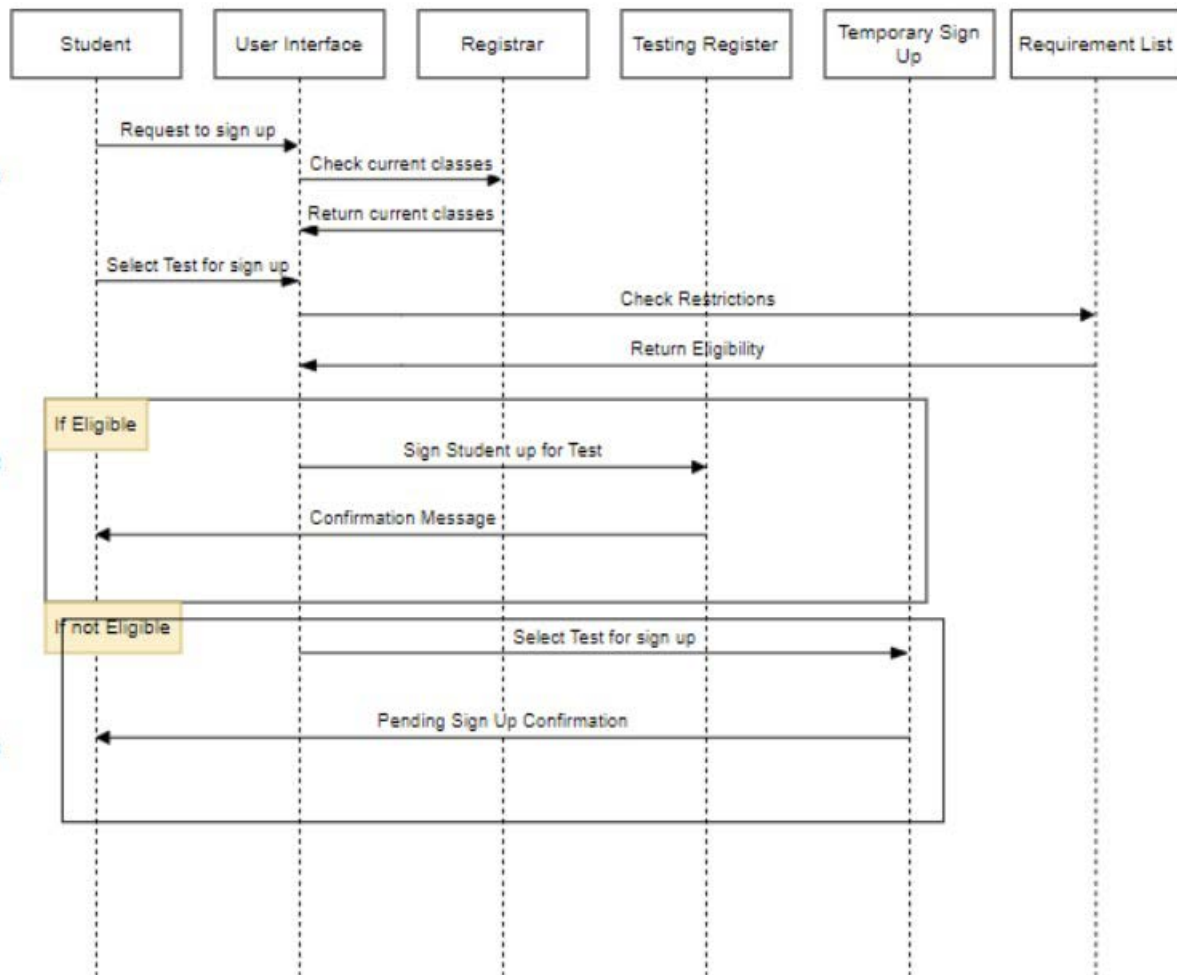 Student
User Interface
Registrar
Testing Register
Temporary Sign
Up
Requirement List
Request to sign up
Check current classes
Return current classes
Select Test for sign up
Check Restrictions
Return Eligibility
If Eligible
Sign Student up for Test
Confirmation Message
If not Eligible
Select Test for sign up
Pending Sign Up Confirmation